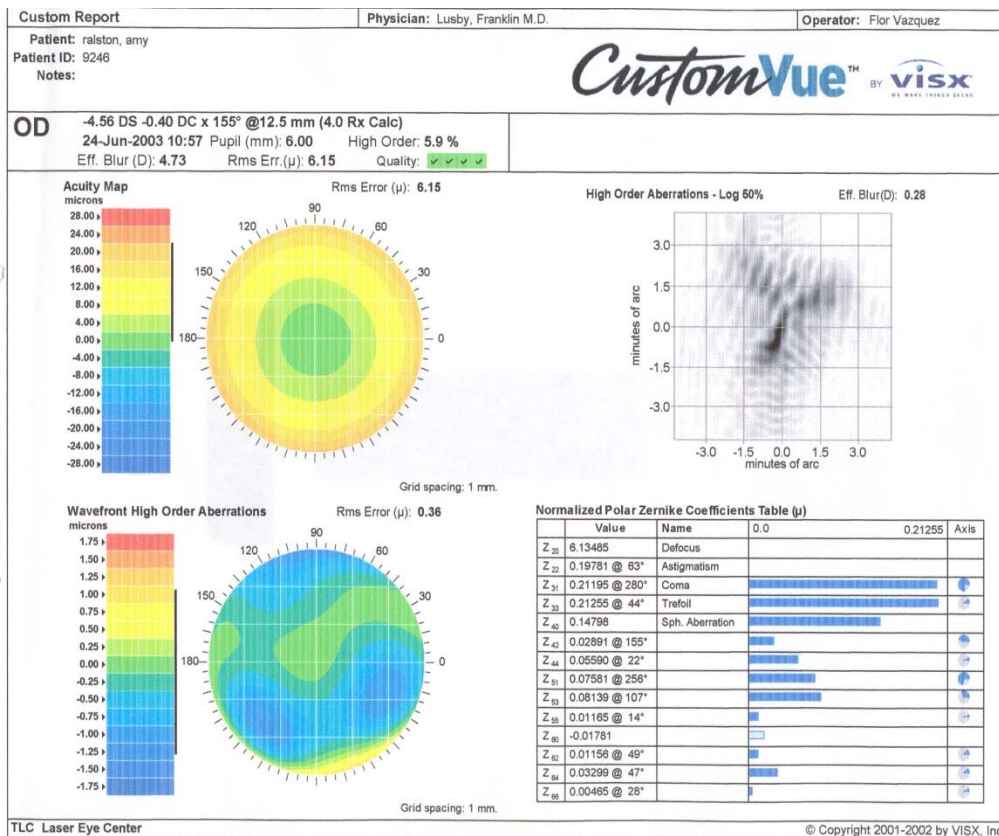 Custom Report Physician: Lusby, Franklin M.D. Operator: Flor Vazquez
Patient: ralston, amy
Patient ID: 9246
Notes:
CustomVue™ BY VISX
WE MAKE THINGS CLEAR
OD -4.56 DS -0.40 DC x 155° @12.5 mm (4.0 Rx Calc)
24-Jun-2003 10:57 Pupil (mm): 6.00 High Order: 5.9 %
Eff. Blur (D): 4.73 Rms Err.(µ): 6.15 Quality: ✓ ✓ ✓ ✓
Acuity Map Rms Error (µ): 6.15
microns
28.00
24.00
20.00
16.00
12.00
8.00
4.00
0.00
-4.00
-8.00
-12.00
-16.00
-20.00
-24.00
-28.00
90
120 60
150 30
180 0
Grid spacing: 1 mm.
High Order Aberrations - Log 50% Eff. Blur(D): 0.28
minutes of arc
3.0
1.5
0.0
-1.5
-3.0
-3.0 -1.5 0.0 1.5 3.0
minutes of arc
Wavefront High Order Aberrations Rms Error (µ): 0.36
microns
1.75
1.50
1.25
1.00
0.75
0.50
0.25
0.00
-0.25
-0.50
-0.75
-1.00
-1.25
-1.50
-1.75
90
120 60
150 30
180 0
Grid spacing: 1 mm.
Normalized Polar Zernike Coefficients Table (µ)
Value Name 0.0 0.21255 Axis
Z20 6.13485 Defocus
Z22 0.19781 @ 63° Astigmatism
Z31 0.21195 @ 280° Coma
Z33 0.21255 @ 44° Trefoil
Z40 0.14798 Sph. Aberration
Z42 0.02891 @ 155°
Z44 0.05590 @ 22°
Z51 0.07581 @ 256°
Z53 0.08139 @ 107°
Z55 0.01165 @ 14°
Z60 -0.01781
Z62 0.01156 @ 49°
Z64 0.03299 @ 47°
Z66 0.00465 @ 28°
TLC Laser Eye Center © Copyright 2001-2002 by VISX, Inc